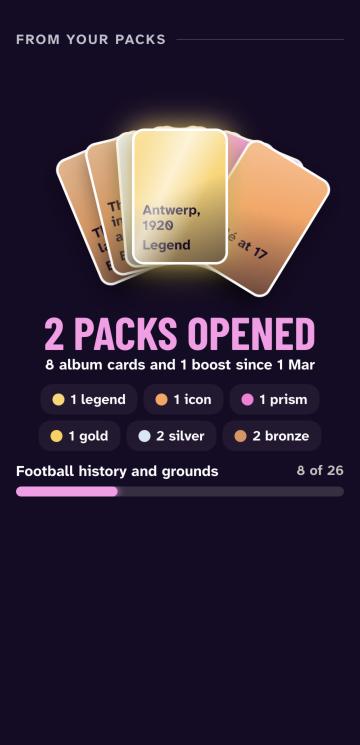 FROM YOUR PACKS
Antwerp,
1920
Legend
at 17
2 PACKS OPENED
8 album cards and 1 boost since 1 Mar
1 legend
1 icon
1 prism
1 gold
2 silver
2 bronze
Football history and grounds
8 of 26